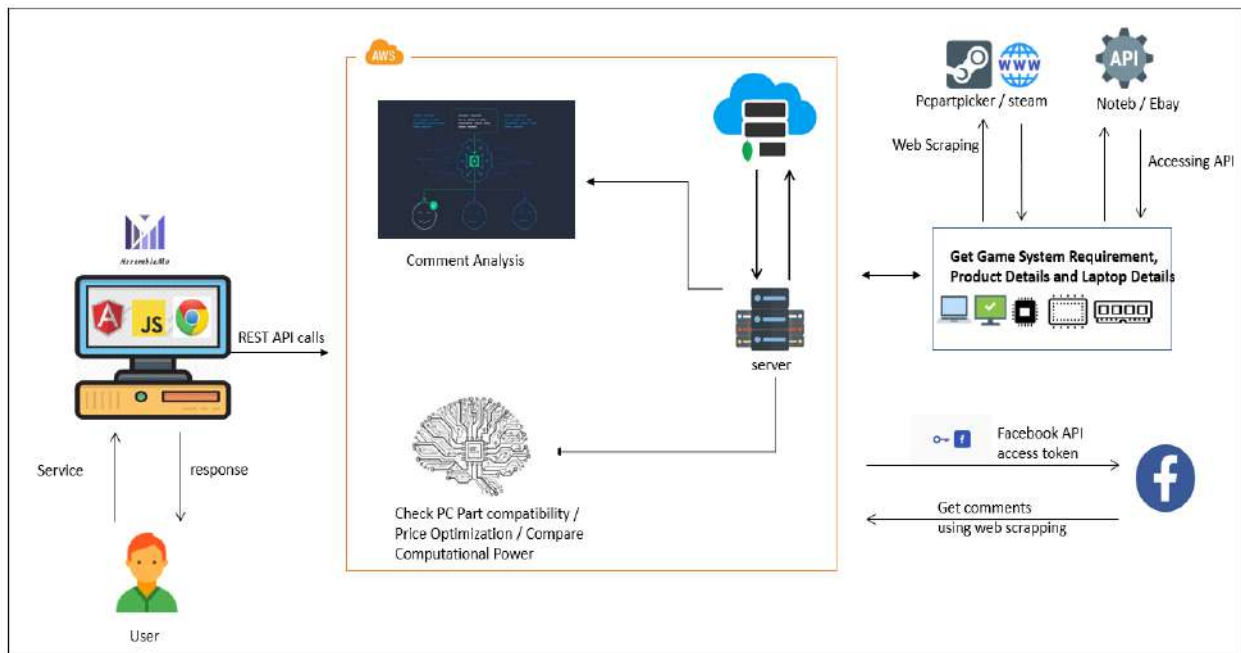 AWS
JS
REST API calls
Service
response
User
Comment Analysis
server
Check PC Part compatibility /
Price Optimization / Compare
Computational Power
WWW
API
Pcpartpicker / steam
Noteb / Ebay
Web Scraping
Accessing API
Get Game System Requirement,
Product Details and Laptop Details
Facebook API
access token
Get comments
using web scrapping